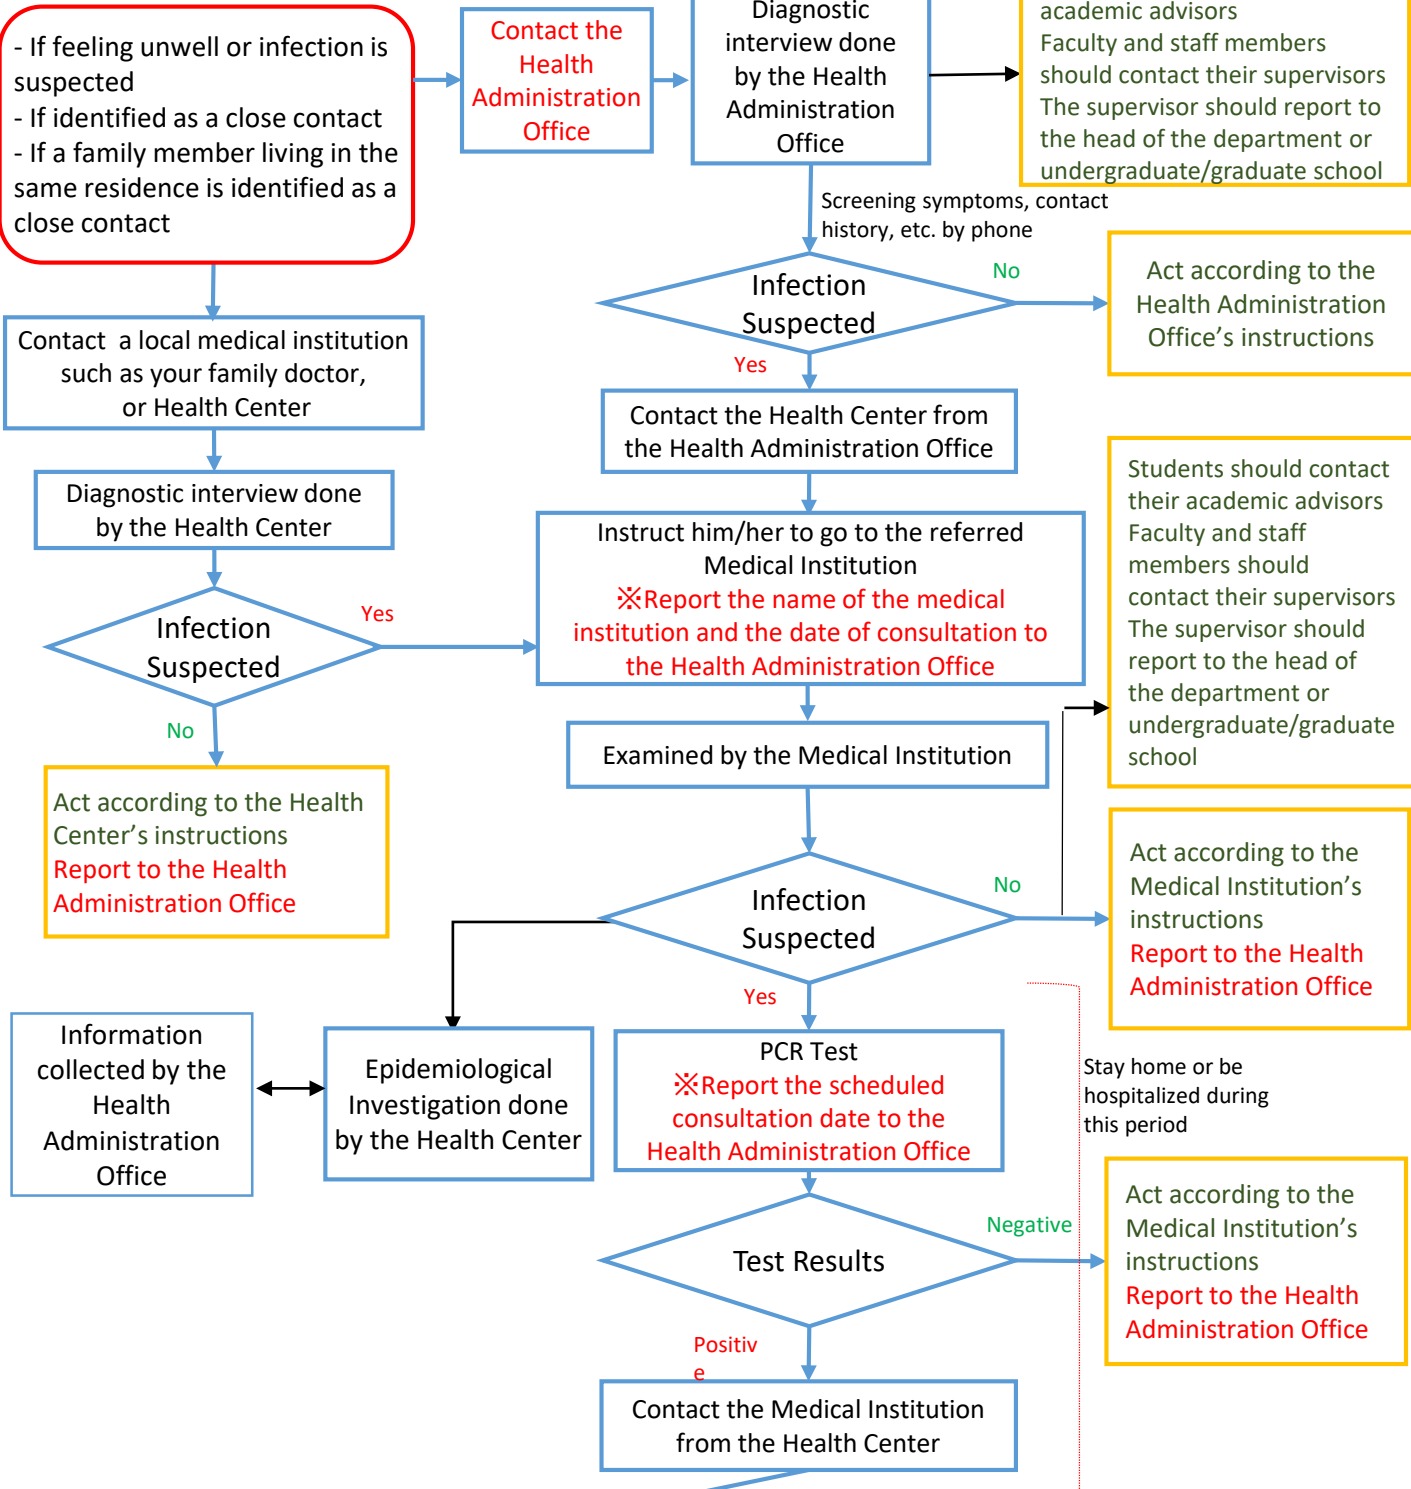 - If feeling unwell or infection is
suspected
- If identified as a close contact
- If a family member living in the
same residence is identified as a
close contact
Contact the
Health
Administration
Office
Diagnostic
interview done
by the Health
Administration
Office
academic advisors
Faculty and staff members
should contact their supervisors
The supervisor should report to
the head of the department or
undergraduate/graduate school
Screening symptoms, contact
history, etc. by phone
Infection
Suspected
No
Act according to the
Health Administration
Office’s instructions
Yes
Contact the Health Center from
the Health Administration Office
Contact  a local medical institution
such as your family doctor,
or Health Center
Diagnostic interview done
by the Health Center
Infection
Suspected
Yes
No
Act according to the Health
Center’s instructions
Report to the Health
Administration Office
Instruct him/her to go to the referred
Medical Institution
※Report the name of the medical
institution and the date of consultation to
the Health Administration Office
Students should contact
their academic advisors
Faculty and staff
members should
contact their supervisors
The supervisor should
report to the head of
the department or
undergraduate/graduate
school
Examined by the Medical Institution
Infection
Suspected
No
Act according to the
Medical Institution’s
instructions
Report to the Health
Administration Office
Yes
Information
collected by the
Health
Administration
Office
Epidemiological
Investigation done
by the Health Center
PCR Test
※Report the scheduled
consultation date to the
Health Administration Office
Stay home or be
hospitalized during
this period
Test Results
Negative
Act according to the
Medical Institution’s
instructions
Report to the Health
Administration Office
Positiv
e
Contact the Medical Institution
from the Health Center